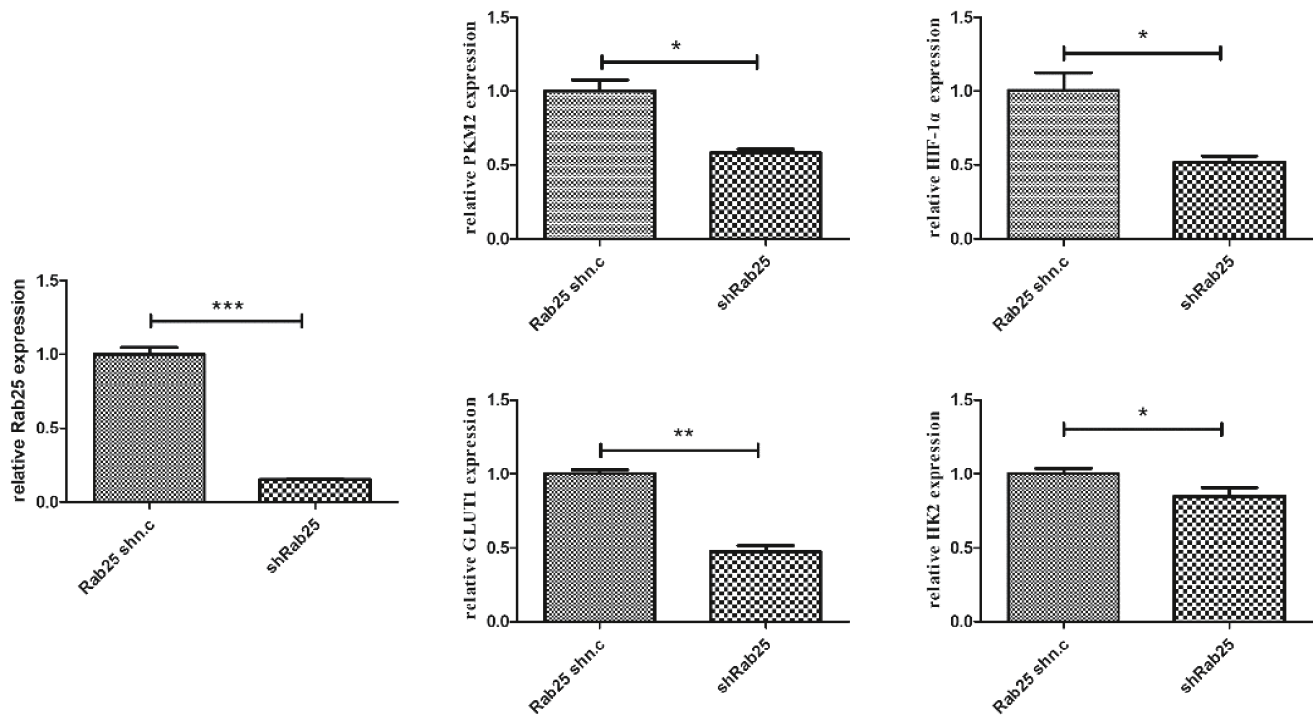 relative Rab25 expression
1.5
1.0
0.5
0.0
***
Rab25 shn.c
shRab25
relative PKM2 expression
1.5
1.0
0.5
0.0
*
Rab25 shn.c
shRab25
relative HIF-1α expression
1.5
1.0
0.5
0.0
*
Rab25 shn.c
shRab25
relative GLUT1 expression
1.5
1.0
0.5
0.0
**
Rab25 shn.c
shRab25
relative HK2 expression
1.5
1.0
0.5
0.0
*
Rab25 shn.c
shRab25